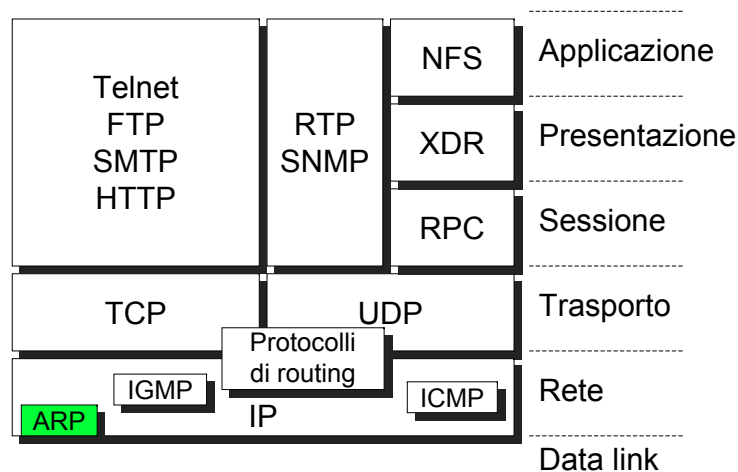 Telnet
FTP
SMTP
HTTP
RTP
SNMP
NFS
XDR
RPC
Applicazione
Presentazione
Sessione
TCP
UDP
Trasporto
Protocolli
di routing
IGMP
ICMP
Rete
ARP
IP
Data link